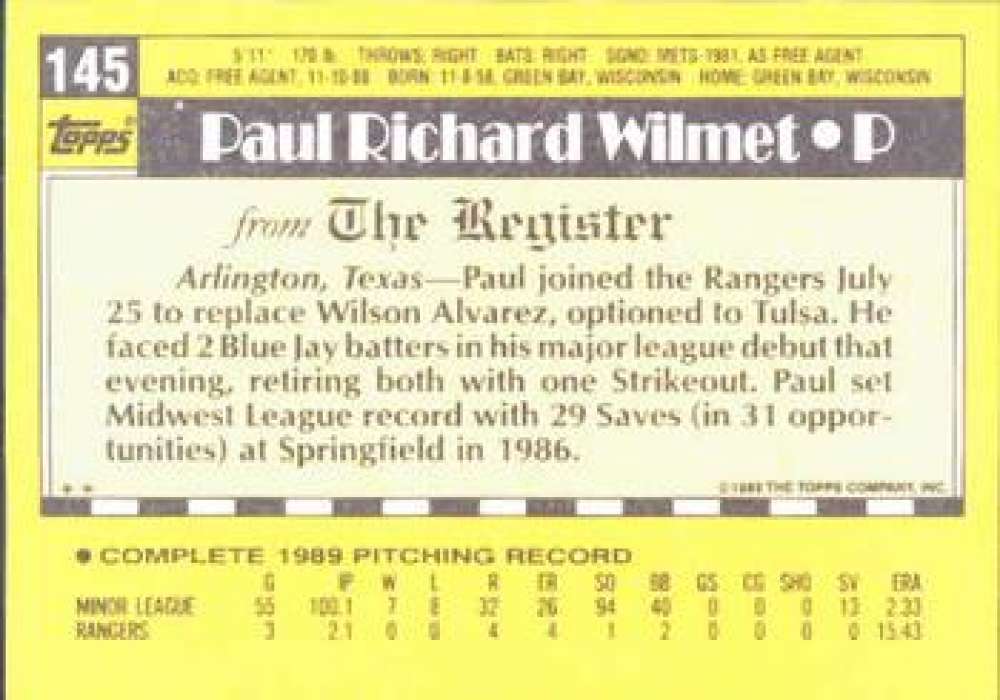 145
5'11" 170 lb. THROWS: RIGHT BATS: RIGHT SGND: METS-1981, AS FREE AGENT
ACQ: FREE AGENT, 11-10-88 BORN: 11-8-58, GREEN BAY, WISCONSIN HOME: GREEN BAY, WISCONSIN
Topps®
Paul Richard Wilmet • P
from The Register
Arlington, Texas—Paul joined the Rangers July
25 to replace Wilson Alvarez, optioned to Tulsa. He
faced 2 Blue Jay batters in his major league debut that
evening, retiring both with one Strikeout. Paul set
Midwest League record with 29 Saves (in 31 oppor-
tunities) at Springfield in 1986.
** ©1989 THE TOPPS COMPANY, INC.
• COMPLETE 1989 PITCHING RECORD
G IP W L R ER SO BB GS CG SHO SV ERA
MINOR LEAGUE 55 100.1 7 8 32 26 94 40 0 0 0 13 2.33
RANGERS 3 2.1 0 0 4 4 1 2 0 0 0 0 15.43